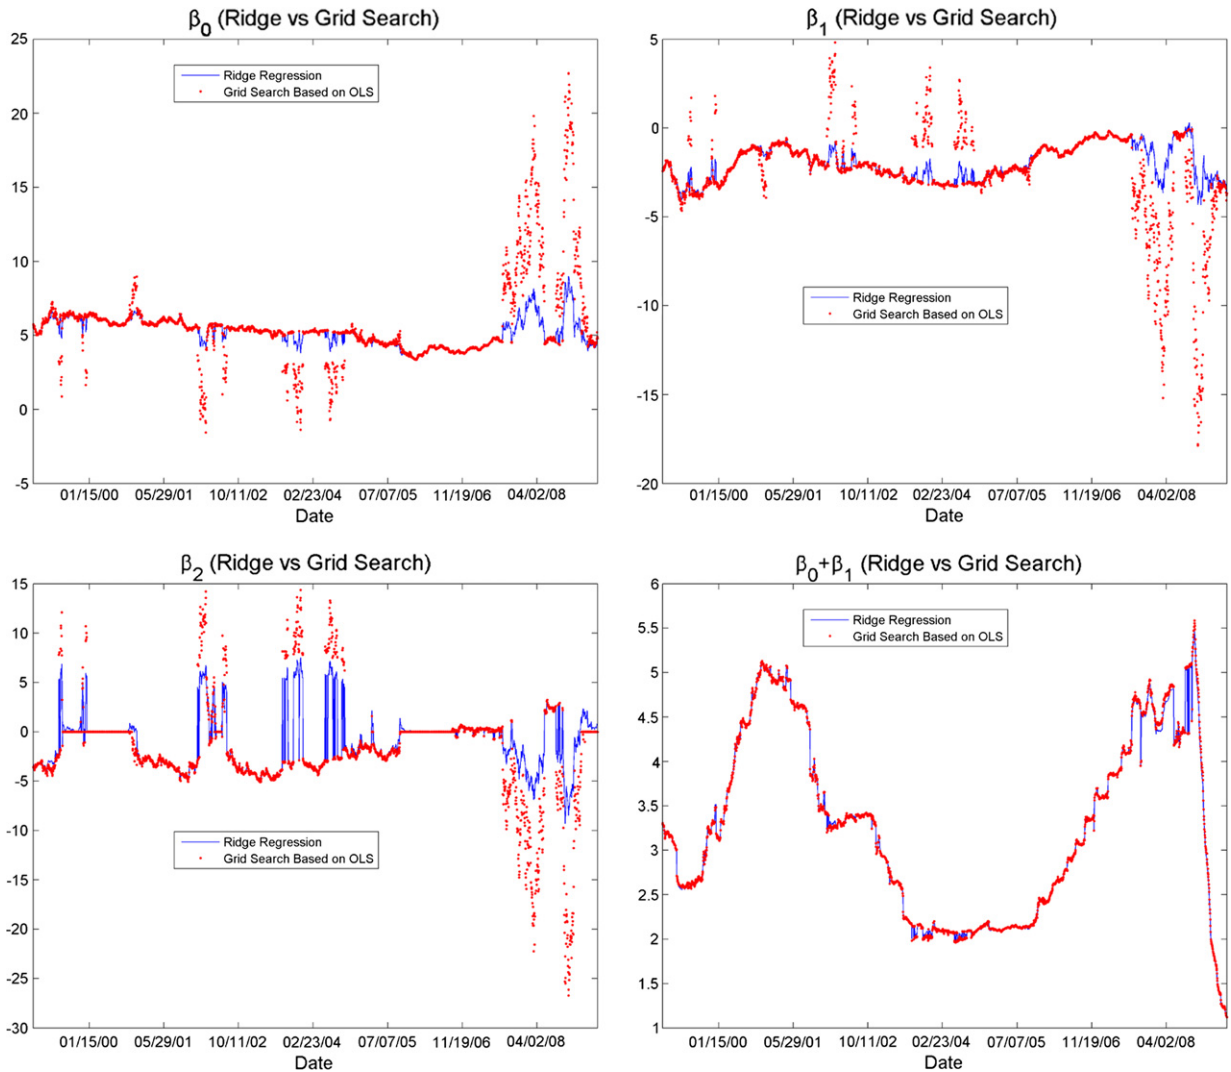 β0 (Ridge vs Grid Search)
25
20
15
10
5
0
-5
Ridge Regression
Grid Search Based on OLS
01/15/00 05/29/01 10/11/02 02/23/04 07/07/05 11/19/06 04/02/08
Date
β1 (Ridge vs Grid Search)
5
0
-5
-10
-15
-20
Ridge Regression
Grid Search Based on OLS
01/15/00 05/29/01 10/11/02 02/23/04 07/07/05 11/19/06 04/02/08
Date
β2 (Ridge vs Grid Search)
15
10
5
0
-5
-10
-15
-20
-25
-30
Ridge Regression
Grid Search Based on OLS
01/15/00 05/29/01 10/11/02 02/23/04 07/07/05 11/19/06 04/02/08
Date
β0+β1 (Ridge vs Grid Search)
6
5.5
5
4.5
4
3.5
3
2.5
2
1.5
1
Ridge Regression
Grid Search Based on OLS
01/15/00 05/29/01 10/11/02 02/23/04 07/07/05 11/19/06 04/02/08
Date